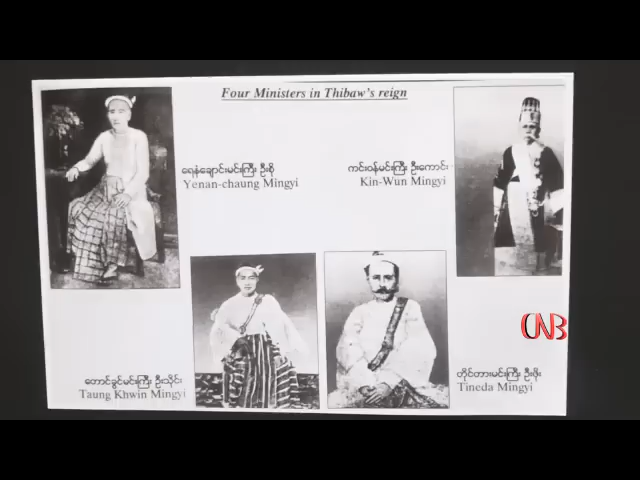 Four Ministers in Thibaw's reign
ရေနံချောင်းမင်းကြီး ဦးစို
Yenan-chaung Mingyi
ကင်းဝန်မင်းကြီး ဦးကောင်း
Kin-Wun Mingyi
တောင်ခွင်မင်းကြီး ဦးသိုင်း
Taung Khwin Mingyi
တိုင်တားမင်းကြီး ဦးဖိုး
Tineda Mingyi
CNB